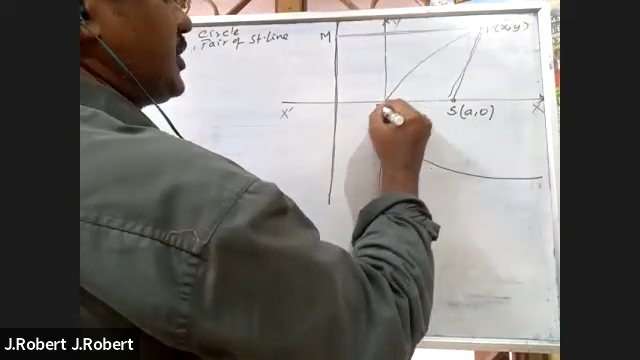 Circle
Pair of St.line
M
Y
P(x,y)
X'
S(a,0)
X
J.Robert J.Robert